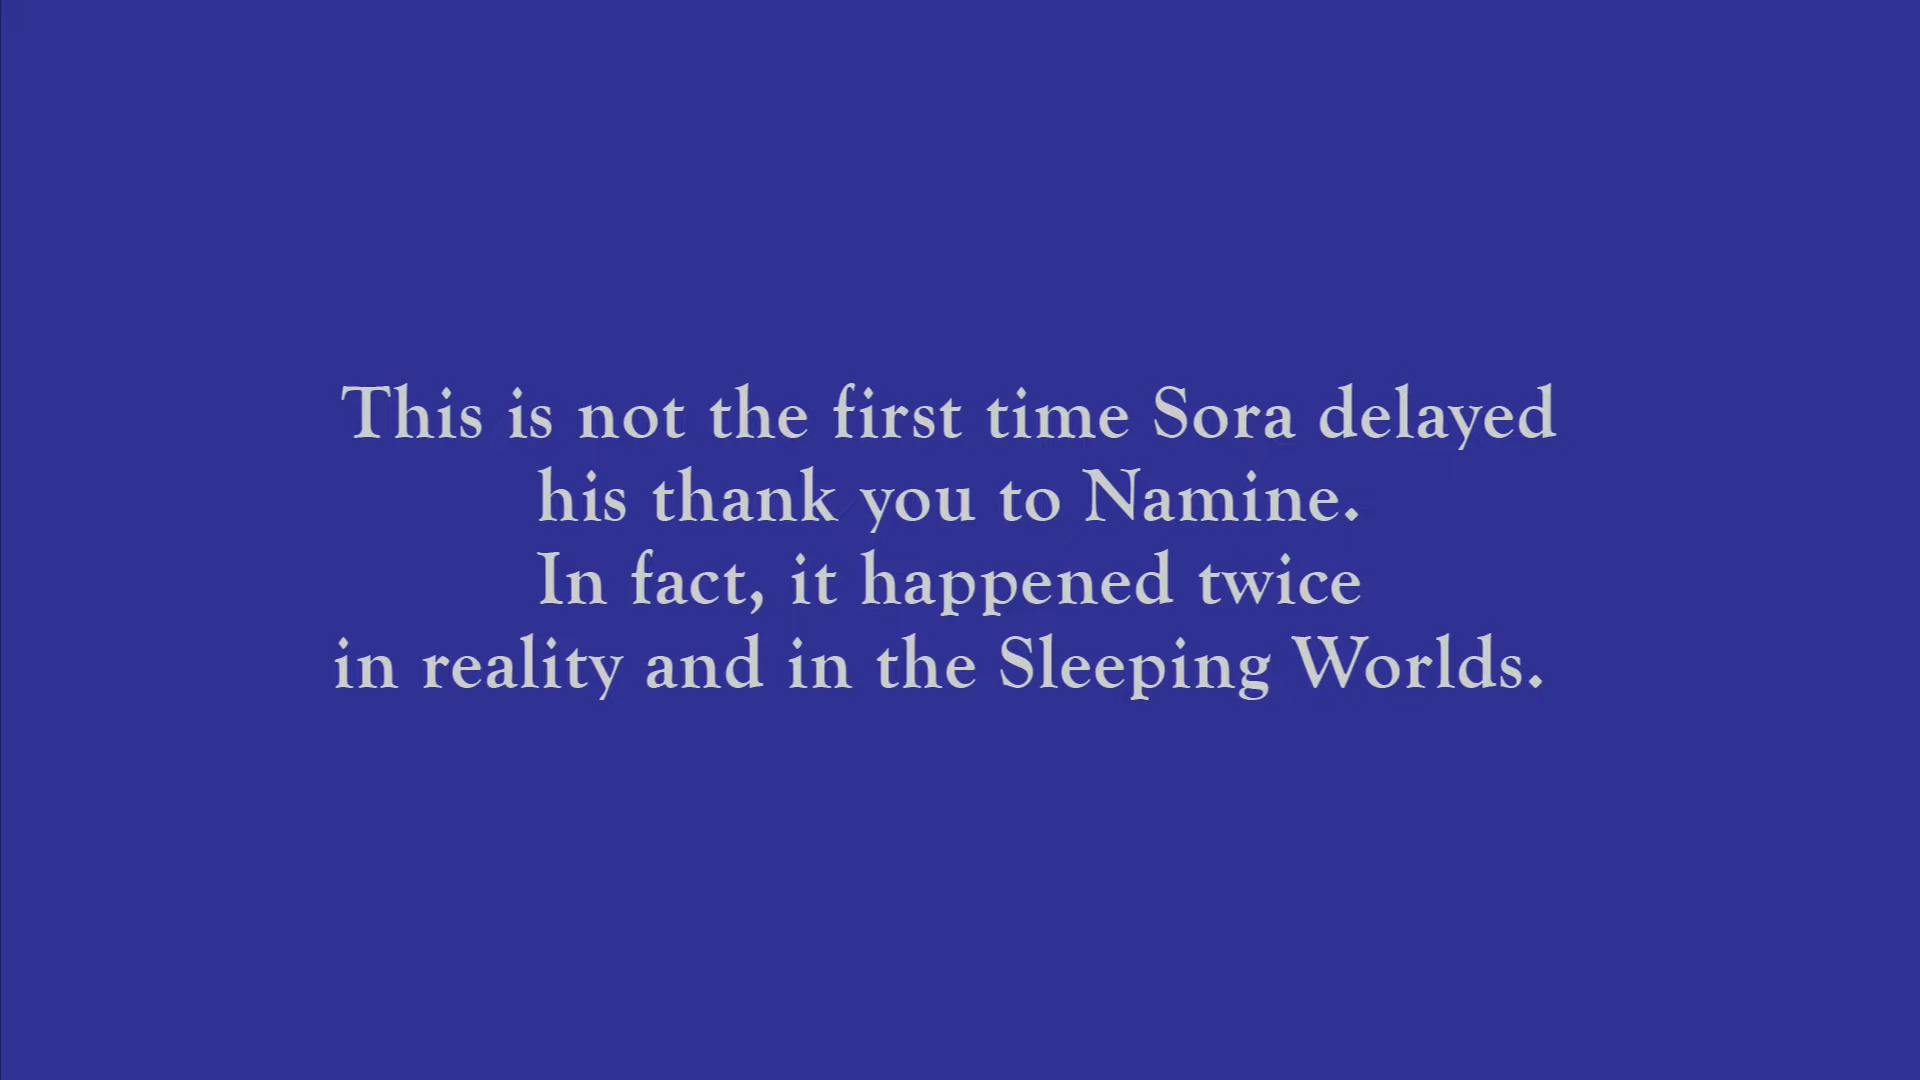 This is not the first time Sora delayed
his thank you to Namine.
In fact, it happened twice
in reality and in the Sleeping Worlds.